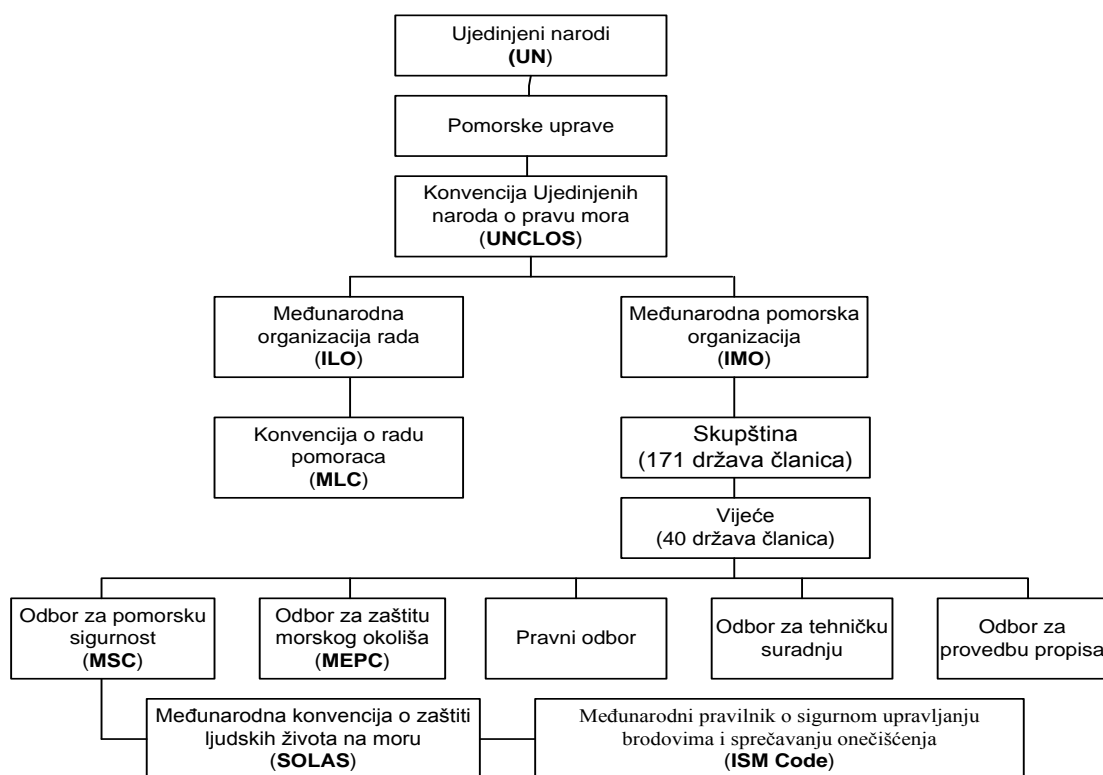 Ujedinjeni narodi
(UN)
Pomorske uprave
Konvencija Ujedinjenih
naroda o pravu mora
(UNCLOS)
Međunarodna
organizacija rada
(ILO)
Međunarodna pomorska
organizacija
(IMO)
Konvencija o radu
pomoraca
(MLC)
Skupština
(171 država članica)
Vijeće
(40 država članica)
Odbor za pomorsku
sigurnost
(MSC)
Odbor za zaštitu
morskog okoliša
(MEPC)
Pravni odbor
Odbor za tehničku
suradnju
Odbor za
provedbu propisa
Međunarodna konvencija o zaštiti
ljudskih života na moru
(SOLAS)
Međunarodni pravilnik o sigurnom upravljanju
brodovima i sprečavanju onečišćenja
(ISM Code)